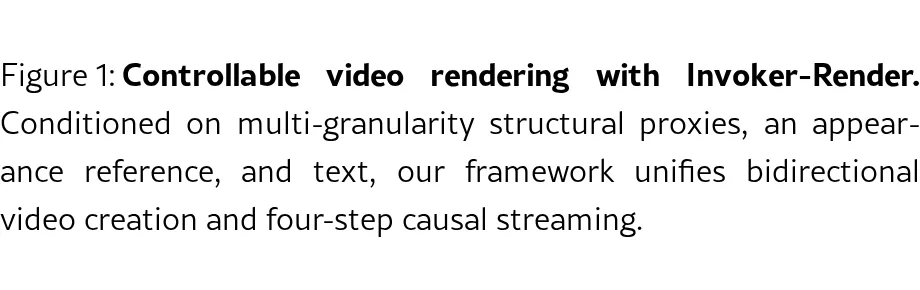 Figure 1: Controllable video rendering with Invoker-Render.
Conditioned on multi-granularity structural proxies, an appear-
ance reference, and text, our framework unifies bidirectional
video creation and four-step causal streaming.